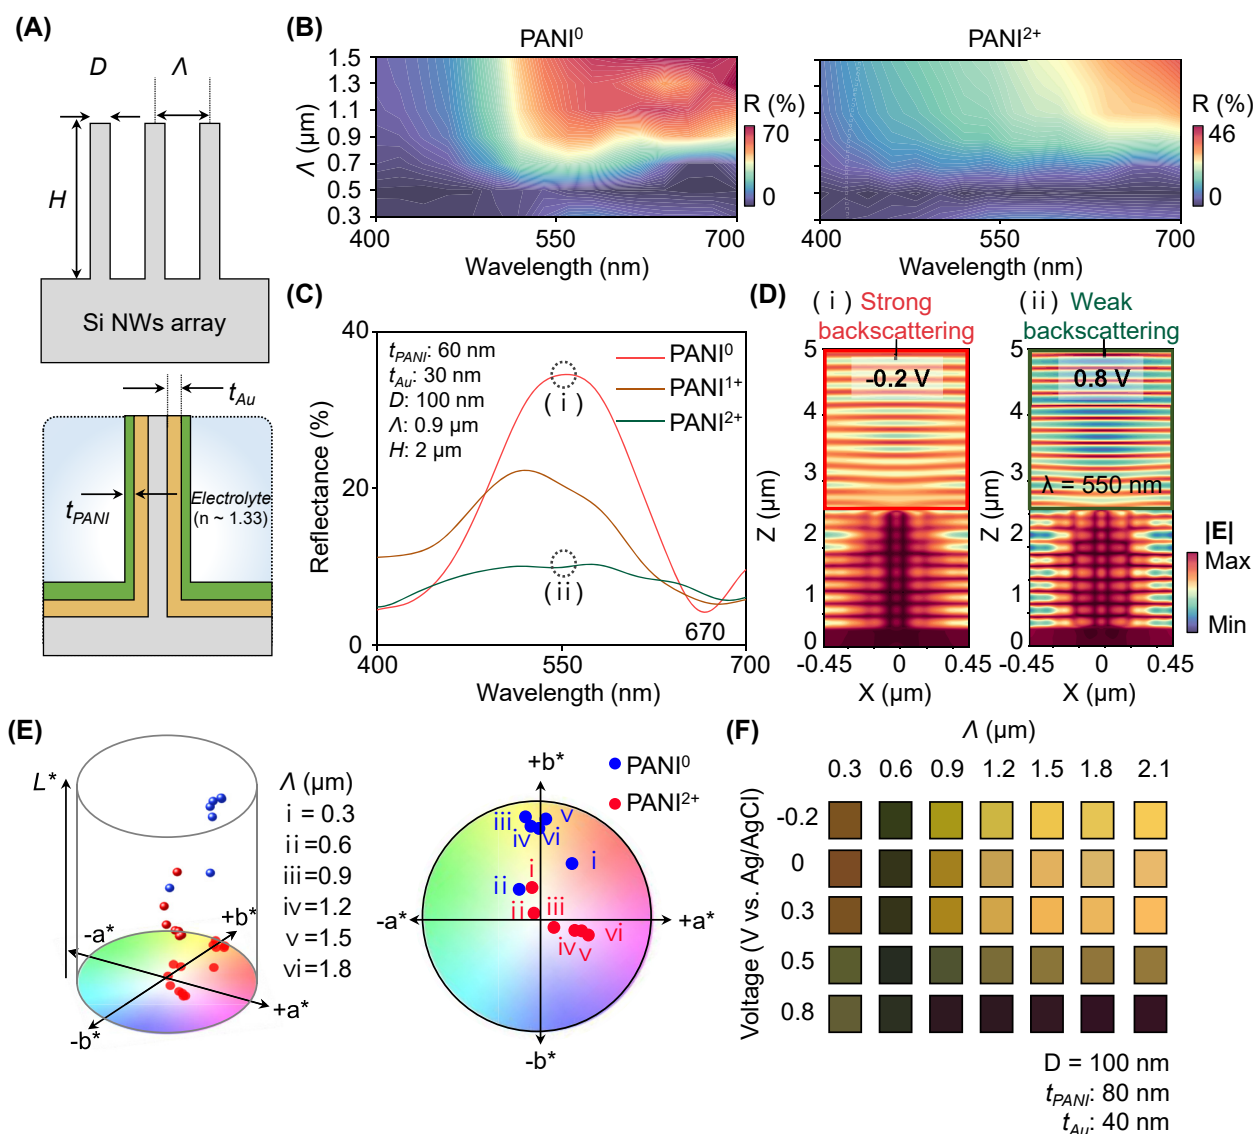 (A)
D
Λ
H
Si NWs array
t_Au
t_PANI
Electrolyte
(n ~ 1.33)
(B)
PANI⁰
PANI²⁺
Λ (µm)
1.5
1.3
1.1
0.9
0.7
0.5
0.3
400
550
700
Wavelength (nm)
R (%)
70
0
400
550
700
Wavelength (nm)
R (%)
46
0
(C)
Reflectance (%)
40
20
0
t_PANI: 60 nm
t_Au: 30 nm
D: 100 nm
Λ: 0.9 µm
H: 2 µm
PANI⁰
PANI¹⁺
PANI²⁺
(i)
(ii)
670
400
550
700
Wavelength (nm)
(D)
(i) Strong
backscattering
-0.2 V
Z (µm)
5
4
3
2
1
0
-0.45
0
0.45
X (µm)
(ii) Weak
backscattering
0.8 V
λ = 550 nm
Z (µm)
5
4
3
2
1
0
-0.45
0
0.45
X (µm)
|E|
Max
Min
(E)
L*
-a*
+b*
-b*
+a*
Λ (µm)
i = 0.3
ii = 0.6
iii = 0.9
iv = 1.2
v = 1.5
vi = 1.8
+b*
-a*
+a*
-b*
PANI⁰
PANI²⁺
iii
iv
vi
v
i
ii
i
ii
iii
iv
v
vi
(F)
Λ (µm)
0.3 0.6 0.9 1.2 1.5 1.8 2.1
Voltage (V vs. Ag/AgCl)
-0.2
0
0.3
0.5
0.8
D = 100 nm
t_PANI: 80 nm
t_Au: 40 nm